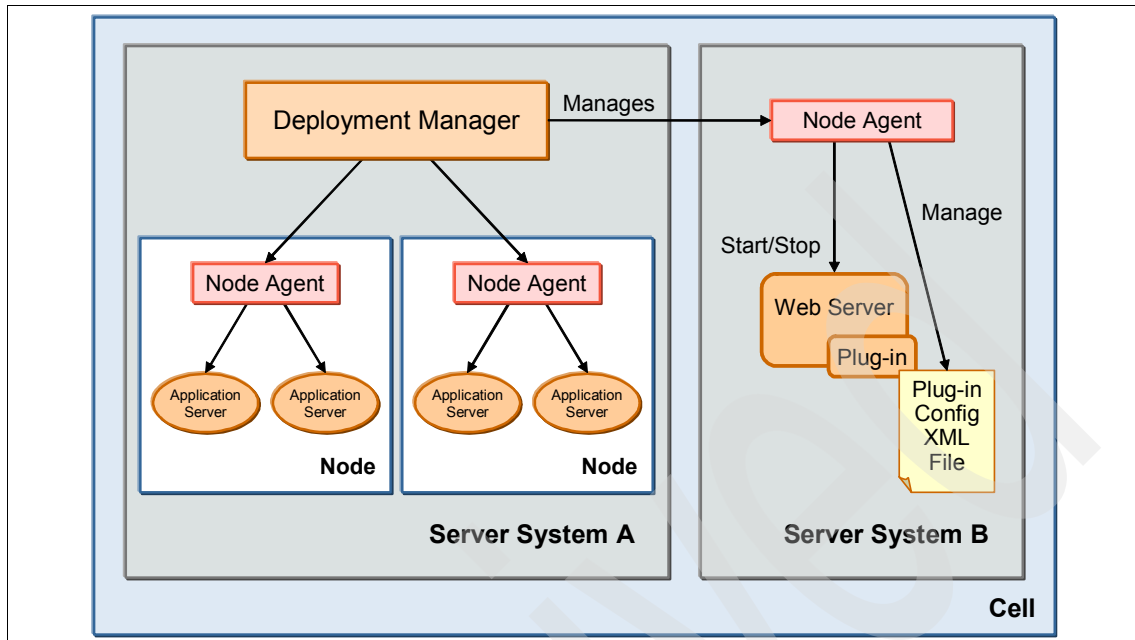 Deployment Manager
Manages
Node Agent
Manage
Start/Stop
Node Agent
Node Agent
Web Server
Plug-in
Application
Server
Application
Server
Application
Server
Application
Server
Plug-in
Config
XML
File
Node
Node
Server System A
Server System B
Cell